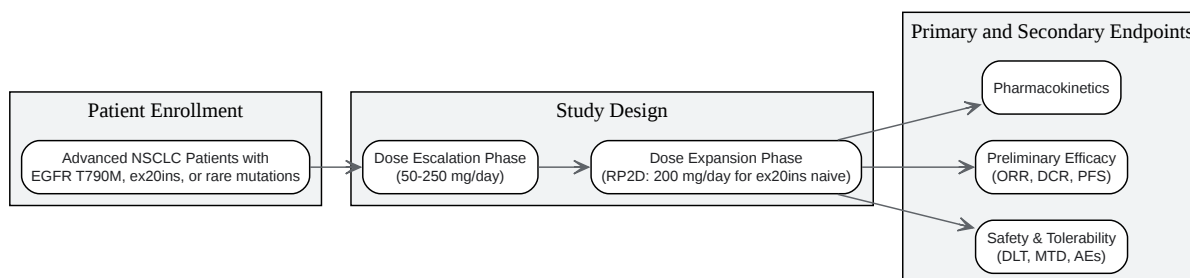 Patient Enrollment
Advanced NSCLC Patients with
EGFR T790M, ex20ins, or rare mutations
Study Design
Dose Escalation Phase
(50-250 mg/day)
Dose Expansion Phase
(RP2D: 200 mg/day for ex20ins naive)
Primary and Secondary Endpoints
Pharmacokinetics
Preliminary Efficacy
(ORR, DCR, PFS)
Safety & Tolerability
(DLT, MTD, AEs)